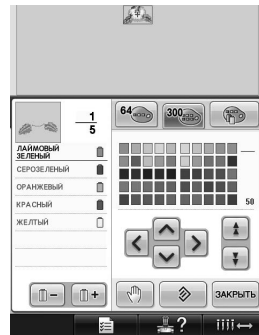 1
5
64
300
ЛАЙМОВЫЙ
ЗЕЛЕНЫЙ
СЕРОЗЕЛЕНЫЙ
ОРАНЖЕВЫЙ
КРАСНЫЙ
ЖЕЛТЫЙ
50
- +
ЗАКРЫТЬ
?